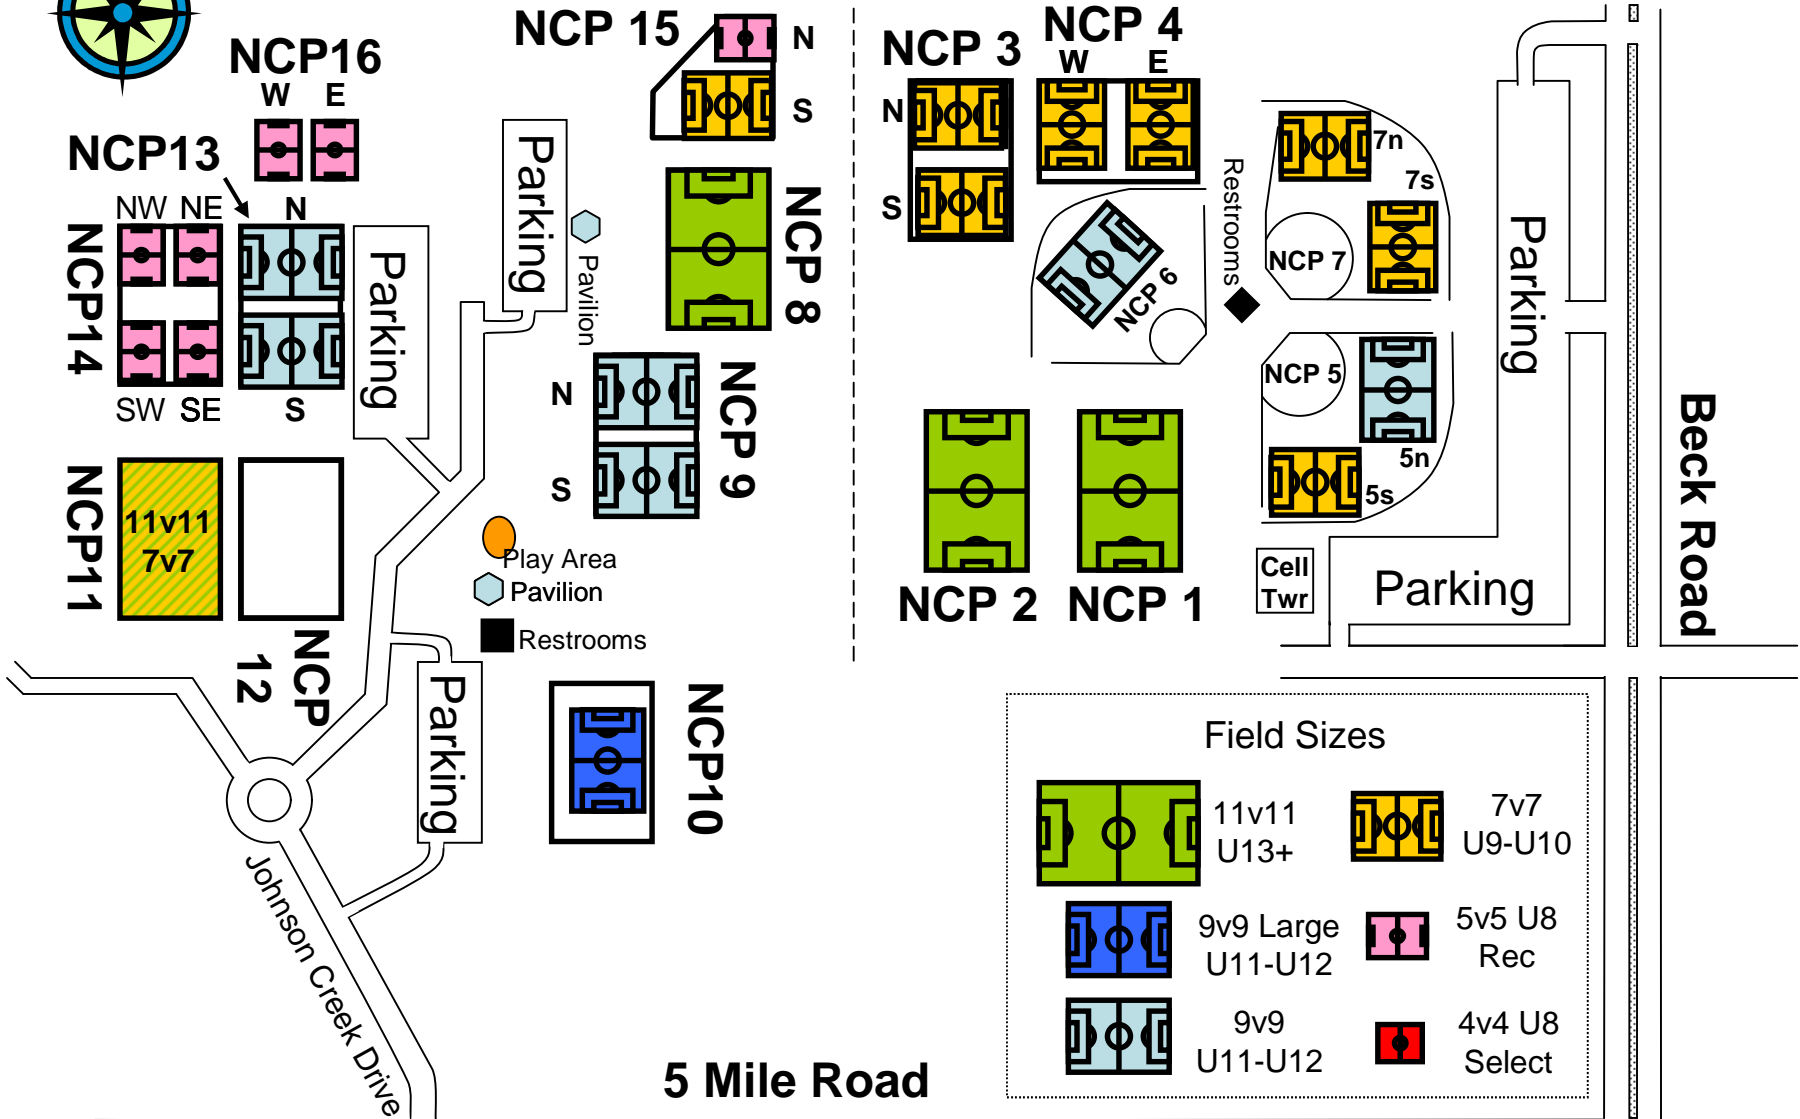 NCP16
W E
NCP13
NW NE
N
NCP14
SW SE
S
Parking
NCP11
11v11
7v7
NCP
12
NCP 15
N
S
Parking
Pavilion
NCP 8
N
S
NCP 9
Play Area
Pavilion
Restrooms
Parking
NCP10
Johnson Creek Drive
5 Mile Road
NCP 3
N
S
NCP 4
W E
NCP 6
Restrooms
7n
7s
NCP 7
NCP 5
5n
5s
NCP 2
NCP 1
Cell
Twr
Parking
Parking
Beck Road
Field Sizes
11v11
U13+
7v7
U9-U10
9v9 Large
U11-U12
5v5 U8
Rec
9v9
U11-U12
4v4 U8
Select